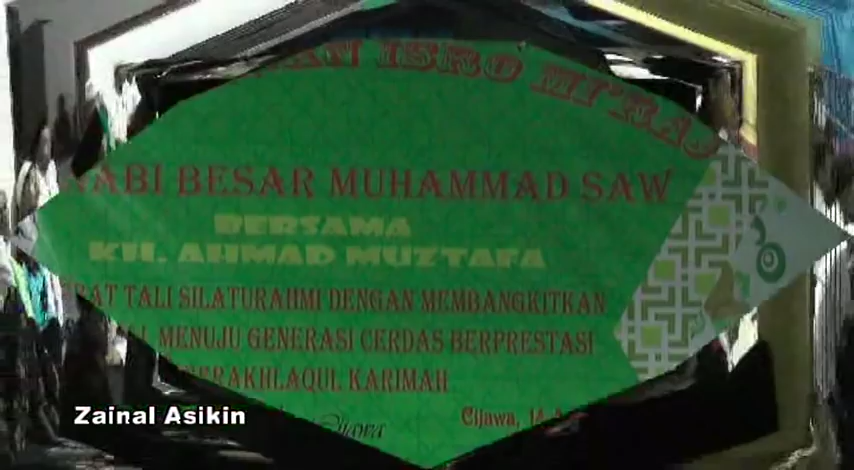 ISRO MI'RAJ
NABI BESAR MUHAMMAD SAW
BERSAMA
KH. AHMAD MUZTAFA
TALI SILATURAHMI DENGAN MEMBANGKITKAN
MENUJU GENERASI CERDAS BERPRESTASI
BERAKHLAQUL KARIMAH
Cijawa, 14
Zainal Asikin